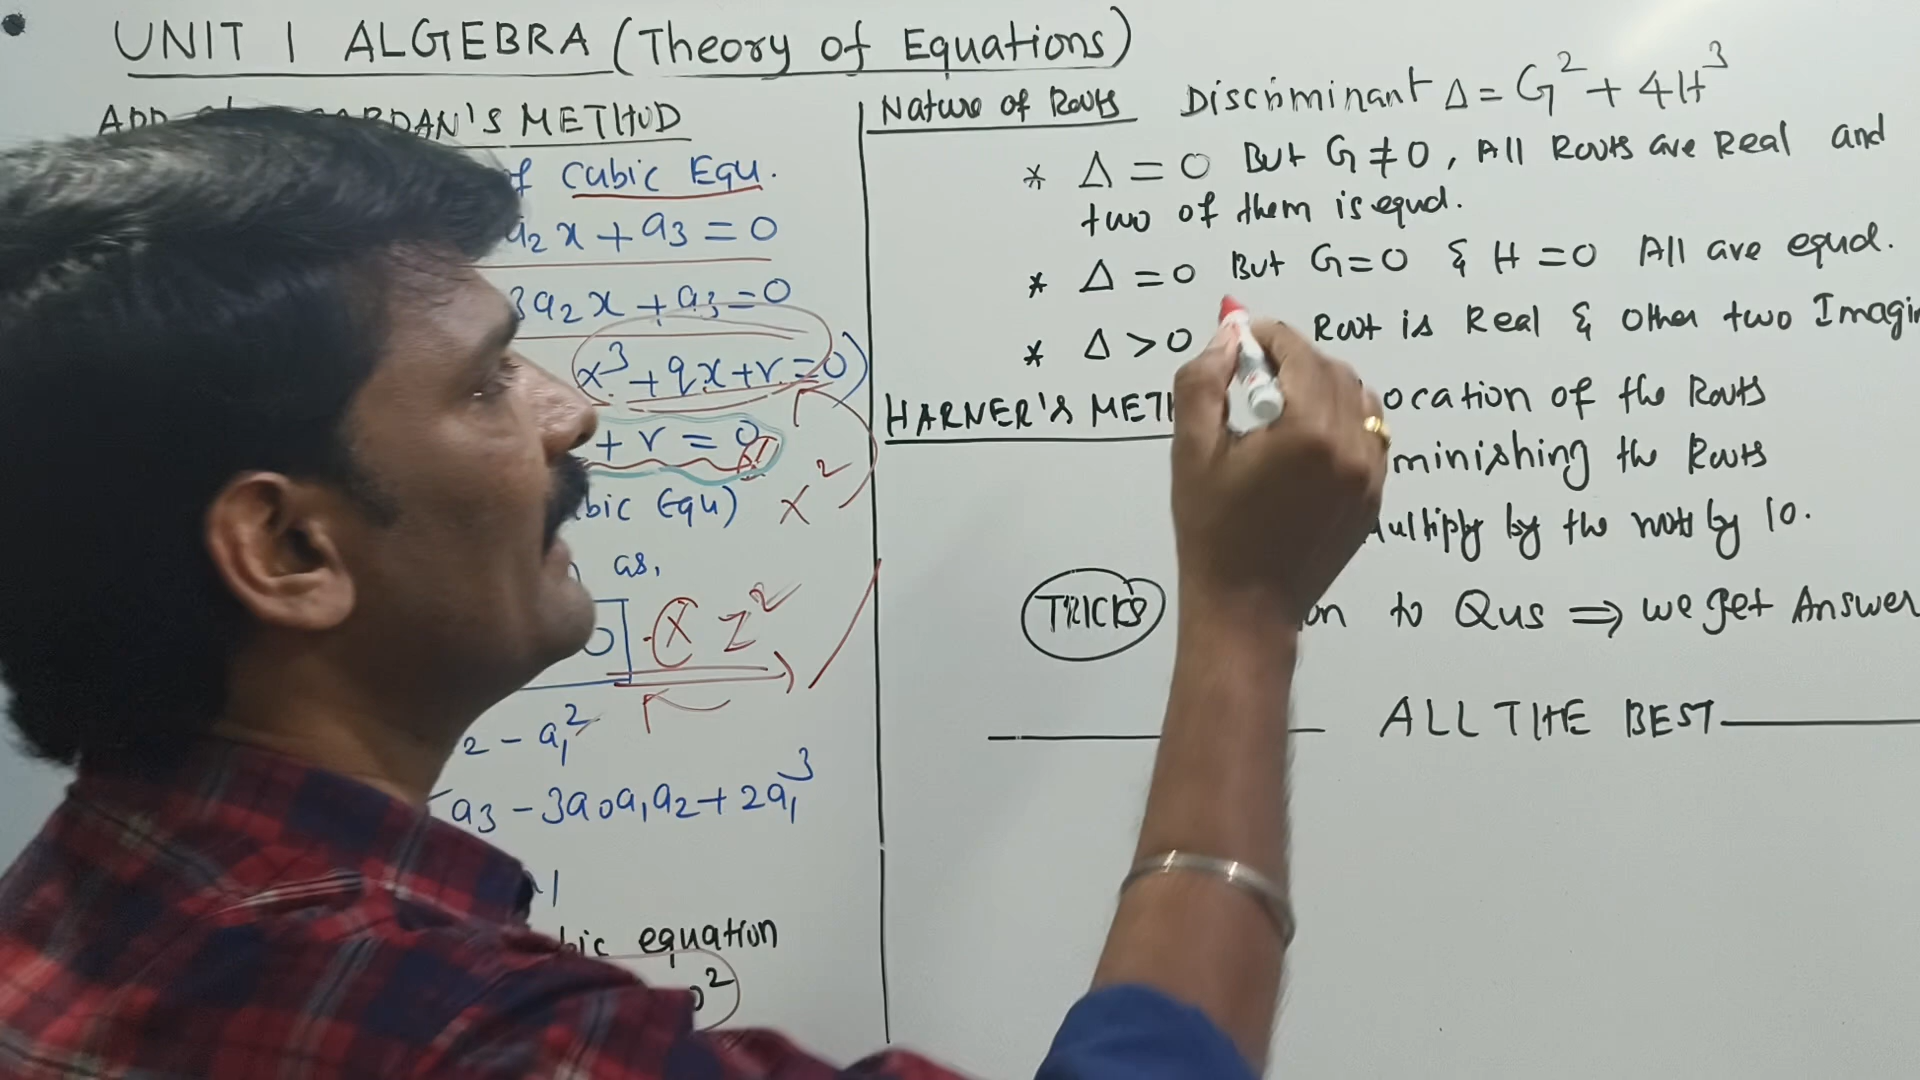 UNIT 1 ALGEBRA (Theory of Equations)
CARDAN'S METHOD
of Cubic Equ.
a2x + a3 = 0
3a2x + a3 = 0
x³ + qx + r = 0)
+ r = 0
bic Equ) x²
as,
0 X Z²
2 - a1²
a3 - 3a0a1a2 + 2a1³
bic equation
Nature of Roots Discriminant Δ = G² + 4H³
* Δ = 0 But G ≠ 0, All Roots are Real and
two of them is equal.
* Δ = 0 But G = 0 & H = 0 All are equal.
* Δ > 0 Root is Real & Other two Imagin
HARNER'S METH ocation of the Roots
minishing the Roots
Multiply by the roots by 10.
TRICKS on to Qus ⇒ we get Answer
ALL THE BEST